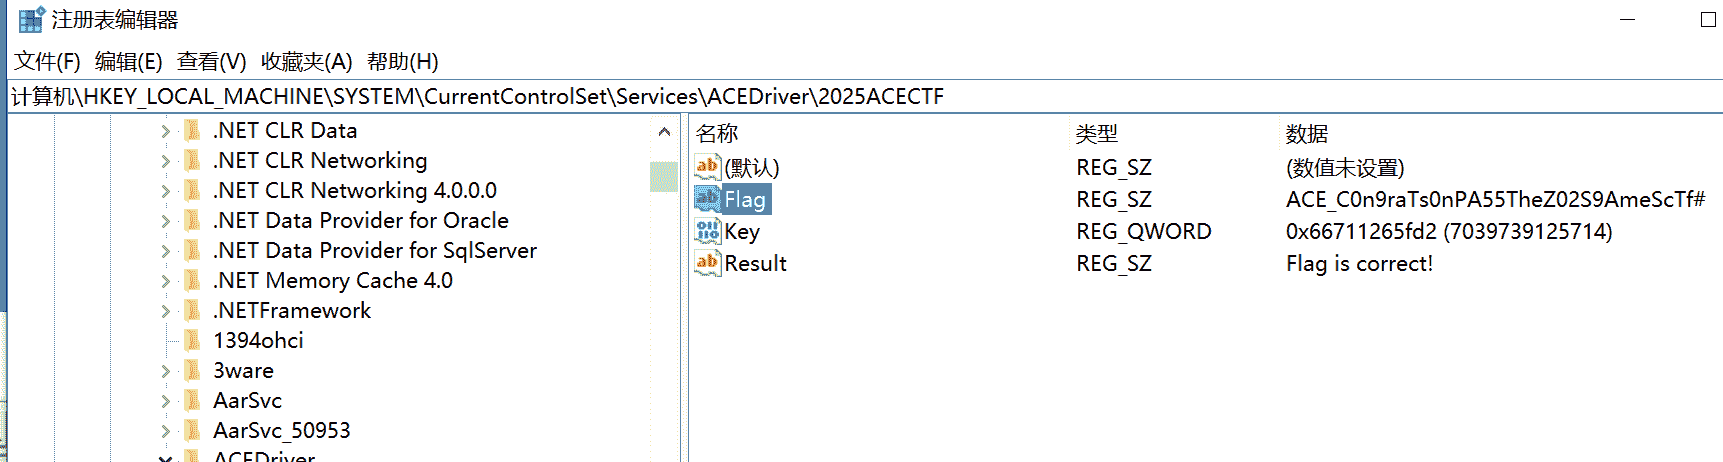 注册表编辑器
文件(F) 编辑(E) 查看(V) 收藏夹(A) 帮助(H)
计算机\HKEY_LOCAL_MACHINE\SYSTEM\CurrentControlSet\Services\ACEDriver\2025ACECTF
.NET CLR Data
.NET CLR Networking
.NET CLR Networking 4.0.0.0
.NET Data Provider for Oracle
.NET Data Provider for SqlServer
.NET Memory Cache 4.0
.NETFramework
1394ohci
3ware
AarSvc
AarSvc_50953
ACEDriver
名称 类型 数据
(默认) REG_SZ (数值未设置)
Flag REG_SZ ACE_C0n9raTs0nPA55TheZ02S9AmeScTf#
Key REG_QWORD 0x66711265fd2 (7039739125714)
Result REG_SZ Flag is correct!